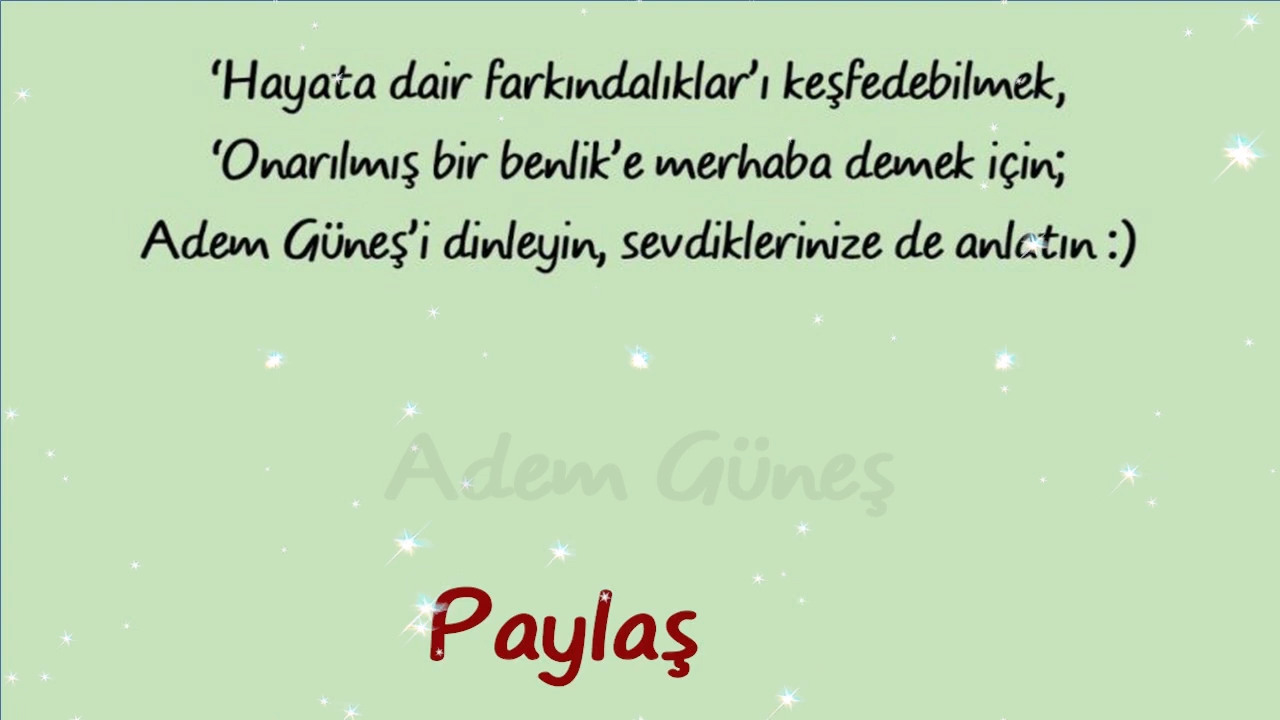 ‘Hayata dair farkındalıklar’ı keşfedebilmek,
‘Onarılmış bir benlik’e merhaba demek için;
Adem Güneş’i dinleyin, sevdiklerinize de anlatın :)
Adem Güneş
Paylaş